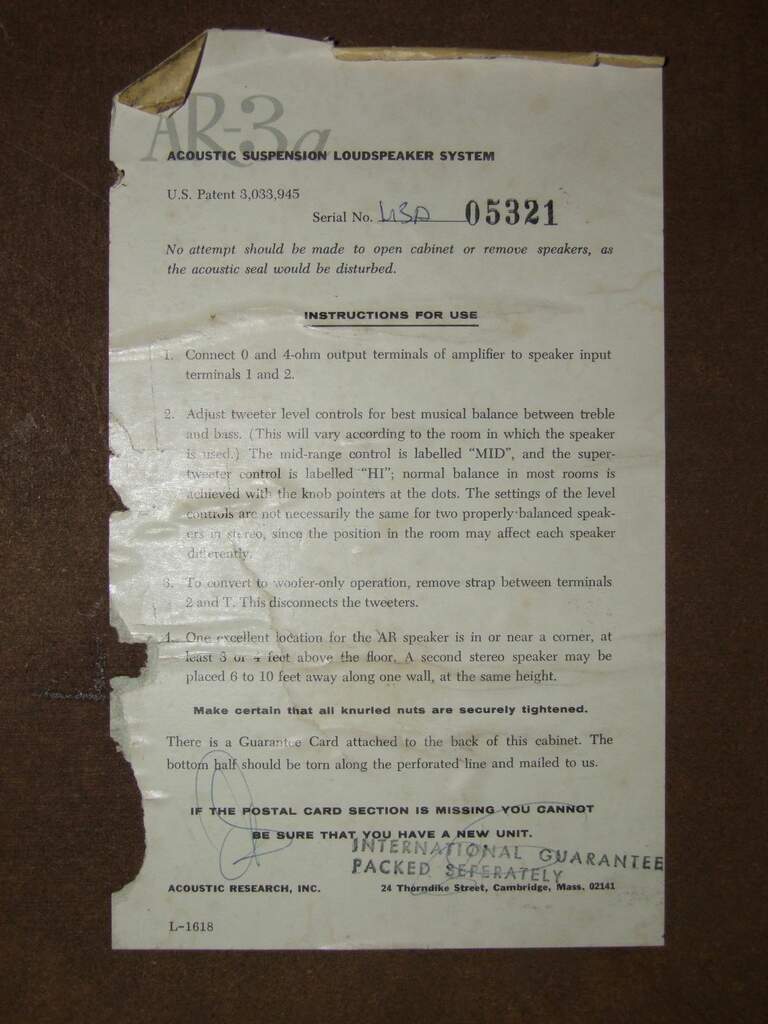 AR-3a
ACOUSTIC SUSPENSION LOUDSPEAKER SYSTEM
U.S. Patent 3,033,945
Serial No. 05321
No attempt should be made to open cabinet or remove speakers, as
the acoustic seal would be disturbed.
INSTRUCTIONS FOR USE
1. Connect 0 and 4-ohm output terminals of amplifier to speaker input
terminals 1 and 2.
2. Adjust tweeter level controls for best musical balance between treble
and bass. (This will vary according to the room in which the speaker
is used.) The mid-range control is labelled "MID", and the super-
tweeter control is labelled "HI"; normal balance in most rooms is
achieved with the knob pointers at the dots. The settings of the level
controls are not necessarily the same for two properly balanced speak-
ers in stereo, since the position in the room may affect each speaker
differently.
3. To convert to woofer-only operation, remove strap between terminals
2 and T. This disconnects the tweeters.
4. One excellent location for the AR speaker is in or near a corner, at
least 3 or 4 feet above the floor. A second stereo speaker may be
placed 6 to 10 feet away along one wall, at the same height.
Make certain that all knurled nuts are securely tightened.
There is a Guarantee Card attached to the back of this cabinet. The
bottom half should be torn along the perforated line and mailed to us.
IF THE POSTAL CARD SECTION IS MISSING YOU CANNOT
BE SURE THAT YOU HAVE A NEW UNIT.
INTERNATIONAL GUARANTEE
PACKED SEPERATELY
ACOUSTIC RESEARCH, INC. 24 Thorndike Street, Cambridge, Mass. 02141
L-1618